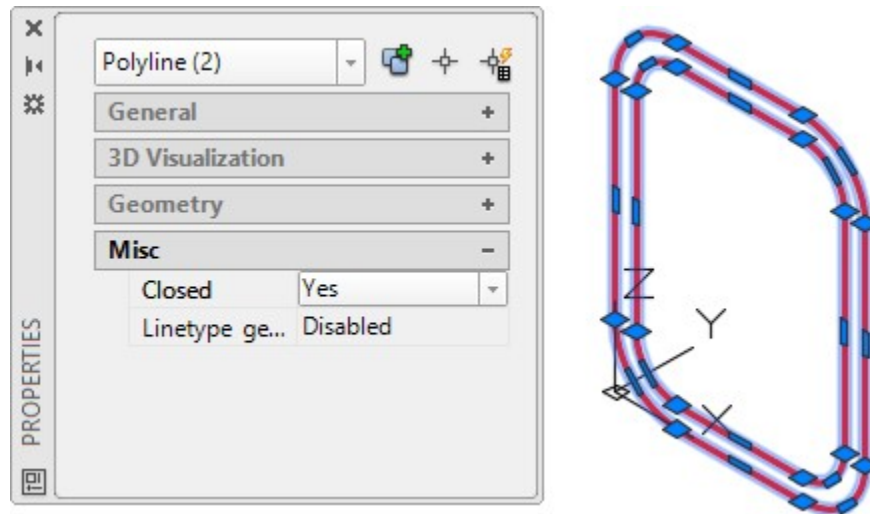 Polyline (2)
General
3D Visualization
Geometry
Misc
Closed Yes
Linetype ge... Disabled
PROPERTIES
Z
Y
X